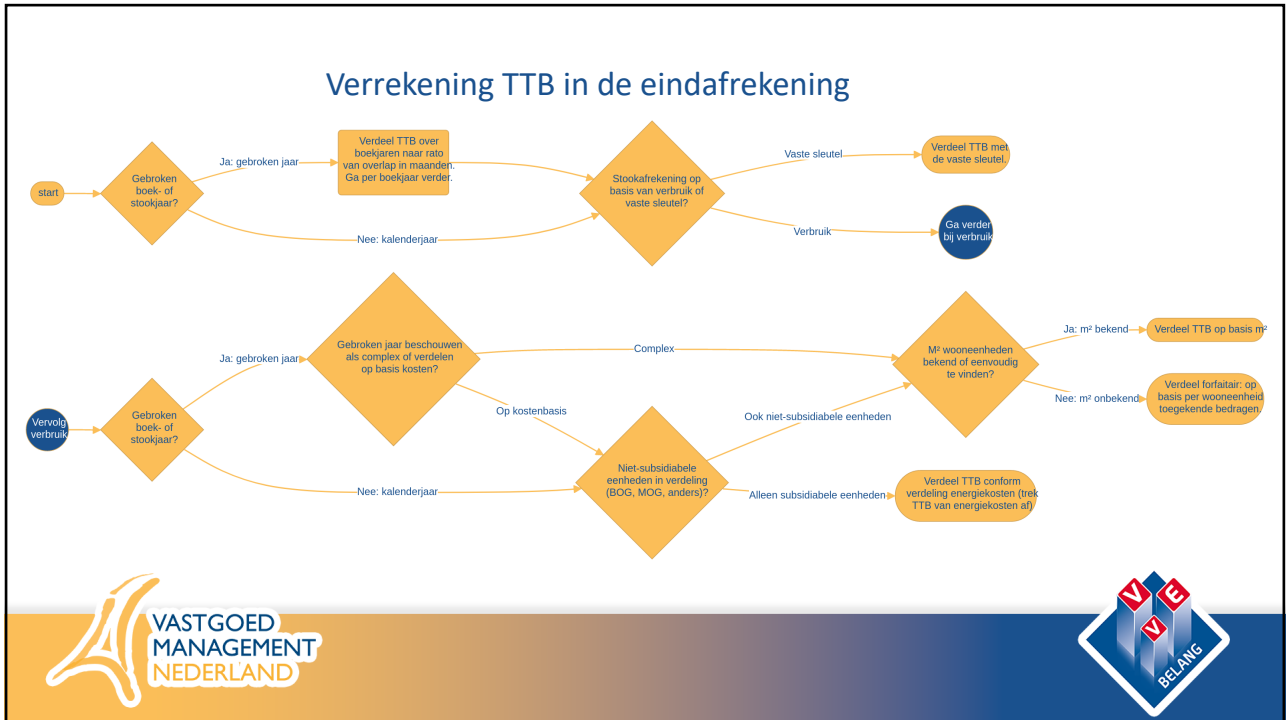 Verrekening TTB in de eindafrekening
start
Gebroken
boek- of
stookjaar?
Ja: gebroken jaar
Nee: kalenderjaar
Verdeel TTB over
boekjaren naar rato
van overlap in maanden.
Ga per boekjaar verder.
Stookafrekening op
basis van verbruik of
vaste sleutel?
Vaste sleutel
Verbruik
Verdeel TTB met
de vaste sleutel.
Ga verder
bij verbruik
Vervolg
verbruik
Gebroken
boek- of
stookjaar?
Ja: gebroken jaar
Nee: kalenderjaar
Gebroken jaar beschouwen
als complex of verdelen
op basis kosten?
Complex
Op kostenbasis
Niet-subsidiabele
eenheden in verdeling
(BOG, MOG, anders)?
Ook niet-subsidiabele eenheden
Alleen subsidiabele eenheden
M² wooneenheden
bekend of eenvoudig
te vinden?
Ja: m² bekend
Nee: m² onbekend
Verdeel TTB op basis m²
Verdeel forfaitair: op
basis per wooneenheid
toegekende bedragen.
Verdeel TTB conform
verdeling energiekosten (trek
TTB van energiekosten af)
VASTGOED
MANAGEMENT
NEDERLAND
V V E
BELANG